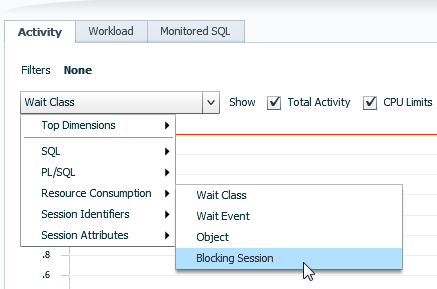 Activity Workload Monitored SQL
Filters None
Wait Class Show Total Activity CPU Limits
Top Dimensions
SQL
PL/SQL
Resource Consumption
Session Identifiers
Session Attributes
Wait Class
Wait Event
Object
Blocking Session
.8
.6